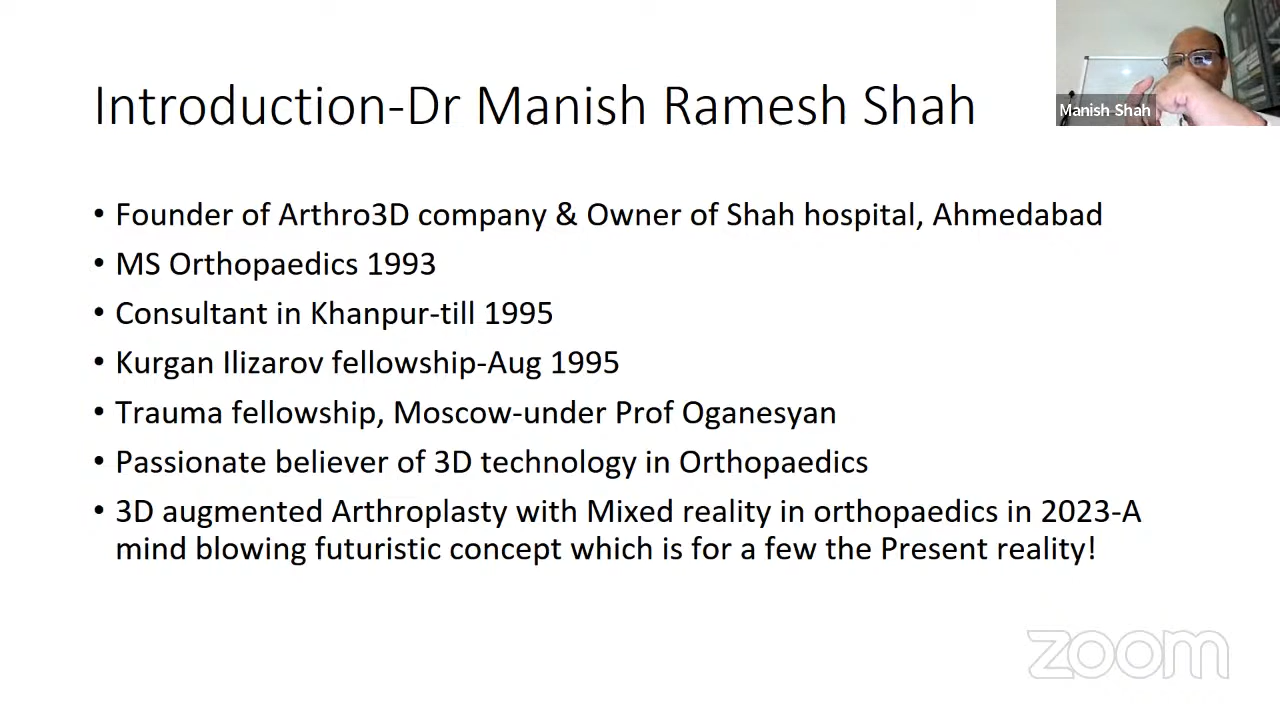 Introduction-Dr Manish Ramesh Shah
Manish Shah
• Founder of Arthro3D company & Owner of Shah hospital, Ahmedabad
• MS Orthopaedics 1993
• Consultant in Khanpur-till 1995
• Kurgan Ilizarov fellowship-Aug 1995
• Trauma fellowship, Moscow-under Prof Oganesyan
• Passionate believer of 3D technology in Orthopaedics
• 3D augmented Arthroplasty with Mixed reality in orthopaedics in 2023-A
mind blowing futuristic concept which is for a few the Present reality!
zoom